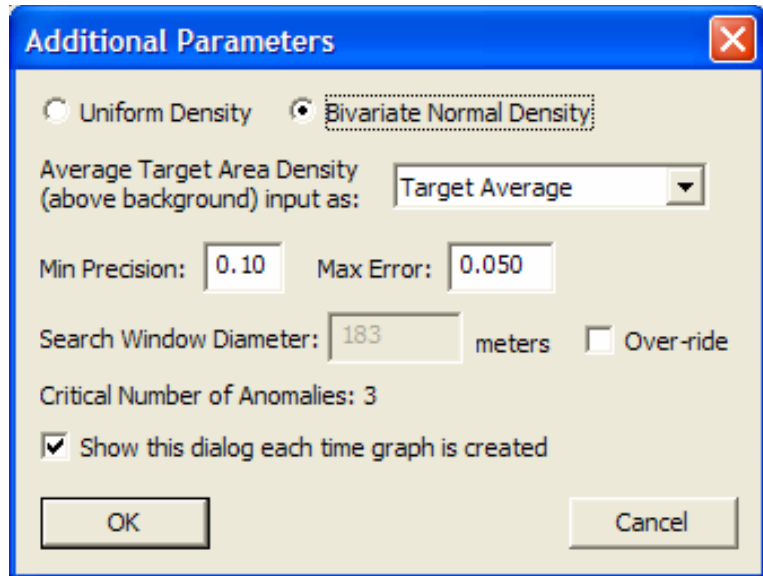 Additional Parameters
Uniform Density Bivariate Normal Density
Average Target Area Density
(above background) input as: Target Average
Min Precision: 0.10 Max Error: 0.050
Search Window Diameter: 183 meters Over-ride
Critical Number of Anomalies: 3
Show this dialog each time graph is created
OK Cancel